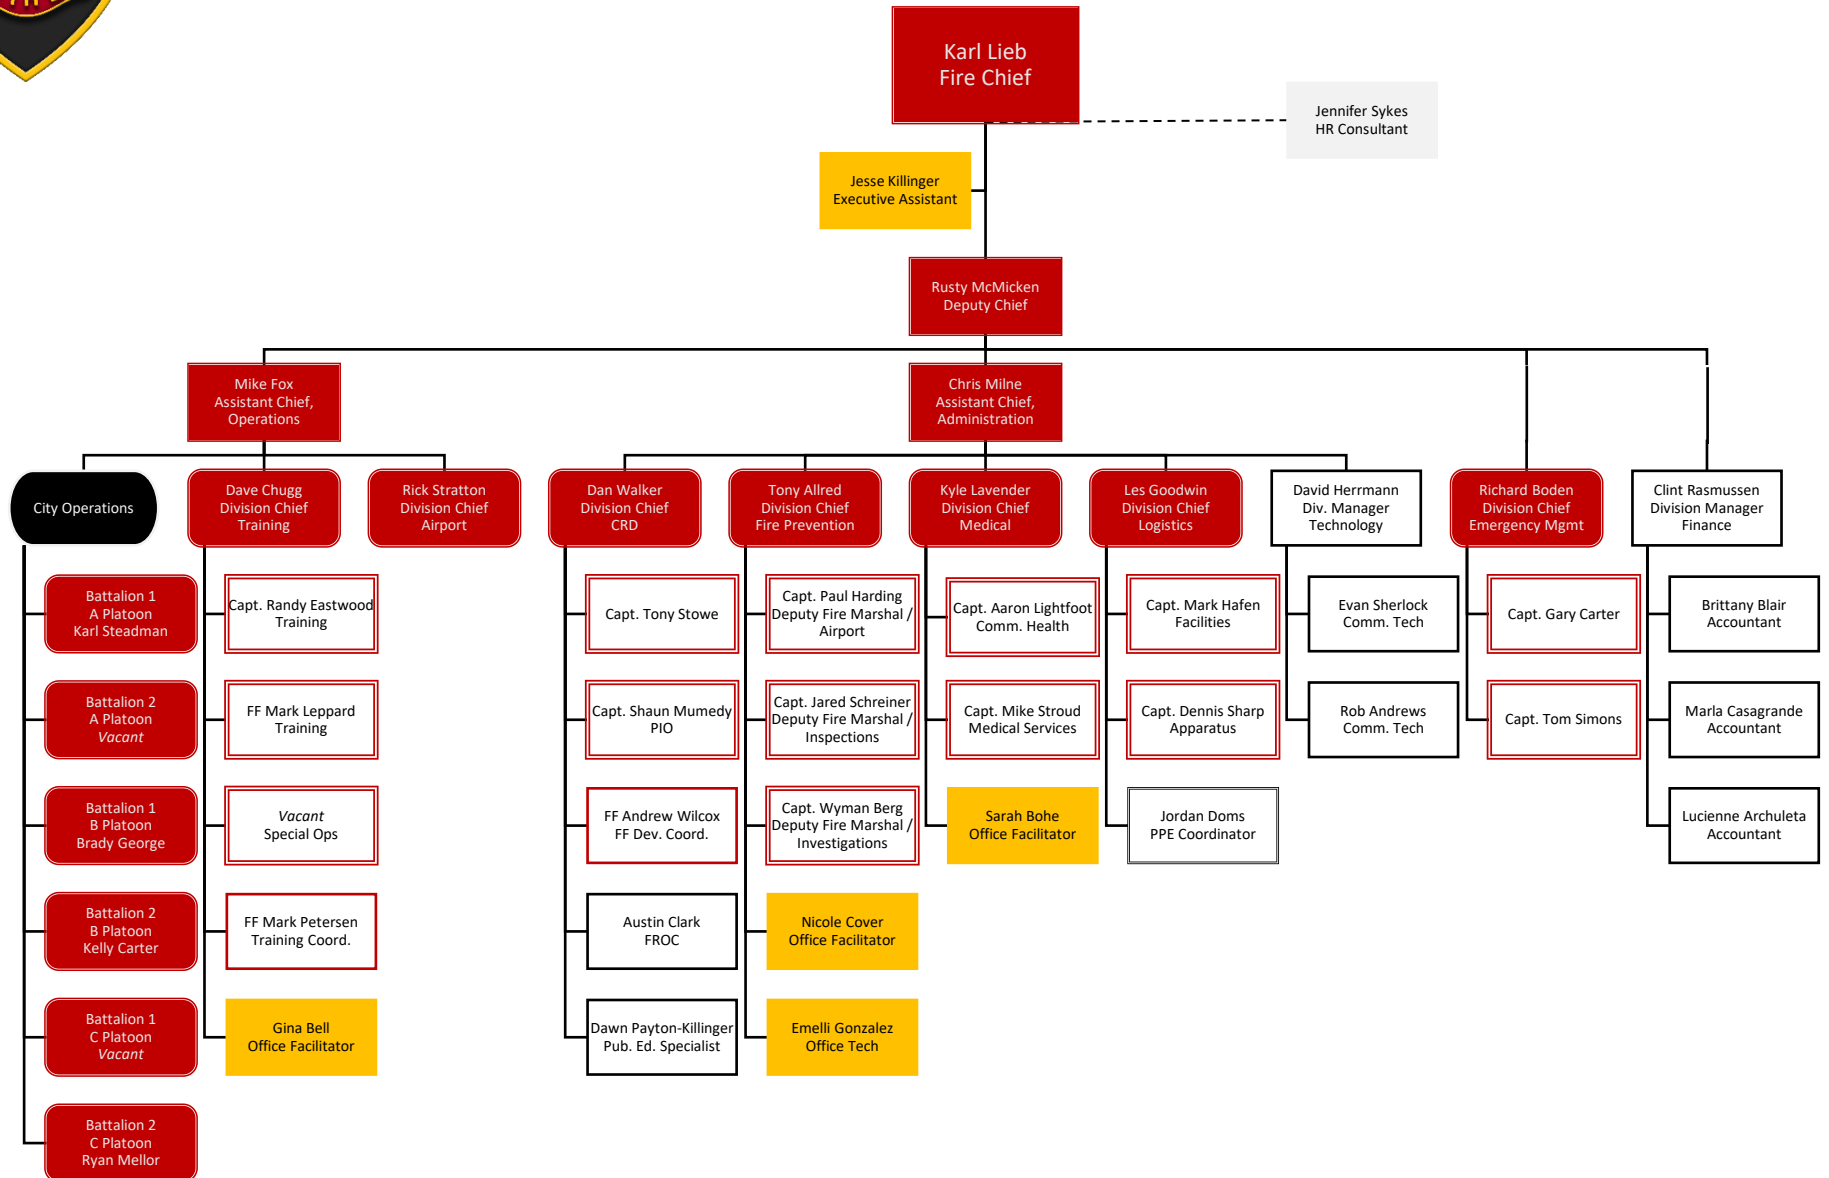 Karl Lieb
Fire Chief
Jennifer Sykes
HR Consultant
Jesse Killinger
Executive Assistant
Rusty McMicken
Deputy Chief
Mike Fox
Assistant Chief,
Operations
Chris Milne
Assistant Chief,
Administration
City Operations
Dave Chugg
Division Chief
Training
Rick Stratton
Division Chief
Airport
Dan Walker
Division Chief
CRD
Tony Allred
Division Chief
Fire Prevention
Kyle Lavender
Division Chief
Medical
Les Goodwin
Division Chief
Logistics
David Herrmann
Div. Manager
Technology
Richard Boden
Division Chief
Emergency Mgmt
Clint Rasmussen
Division Manager
Finance
Battalion 1
A Platoon
Karl Steadman
Capt. Randy Eastwood
Training
Capt. Tony Stowe
Capt. Paul Harding
Deputy Fire Marshal /
Airport
Capt. Aaron Lightfoot
Comm. Health
Capt. Mark Hafen
Facilities
Evan Sherlock
Comm. Tech
Capt. Gary Carter
Brittany Blair
Accountant
Battalion 2
A Platoon
Vacant
FF Mark Leppard
Training
Capt. Shaun Mumedy
PIO
Capt. Jared Schreiner
Deputy Fire Marshal /
Inspections
Capt. Mike Stroud
Medical Services
Capt. Dennis Sharp
Apparatus
Rob Andrews
Comm. Tech
Capt. Tom Simons
Marla Casagrande
Accountant
Battalion 1
B Platoon
Brady George
Vacant
Special Ops
FF Andrew Wilcox
FF Dev. Coord.
Capt. Wyman Berg
Deputy Fire Marshal /
Investigations
Sarah Bohe
Office Facilitator
Jordan Doms
PPE Coordinator
Lucienne Archuleta
Accountant
Battalion 2
B Platoon
Kelly Carter
FF Mark Petersen
Training Coord.
Austin Clark
FROC
Nicole Cover
Office Facilitator
Battalion 1
C Platoon
Vacant
Gina Bell
Office Facilitator
Dawn Payton-Killinger
Pub. Ed. Specialist
Emelli Gonzalez
Office Tech
Battalion 2
C Platoon
Ryan Mellor